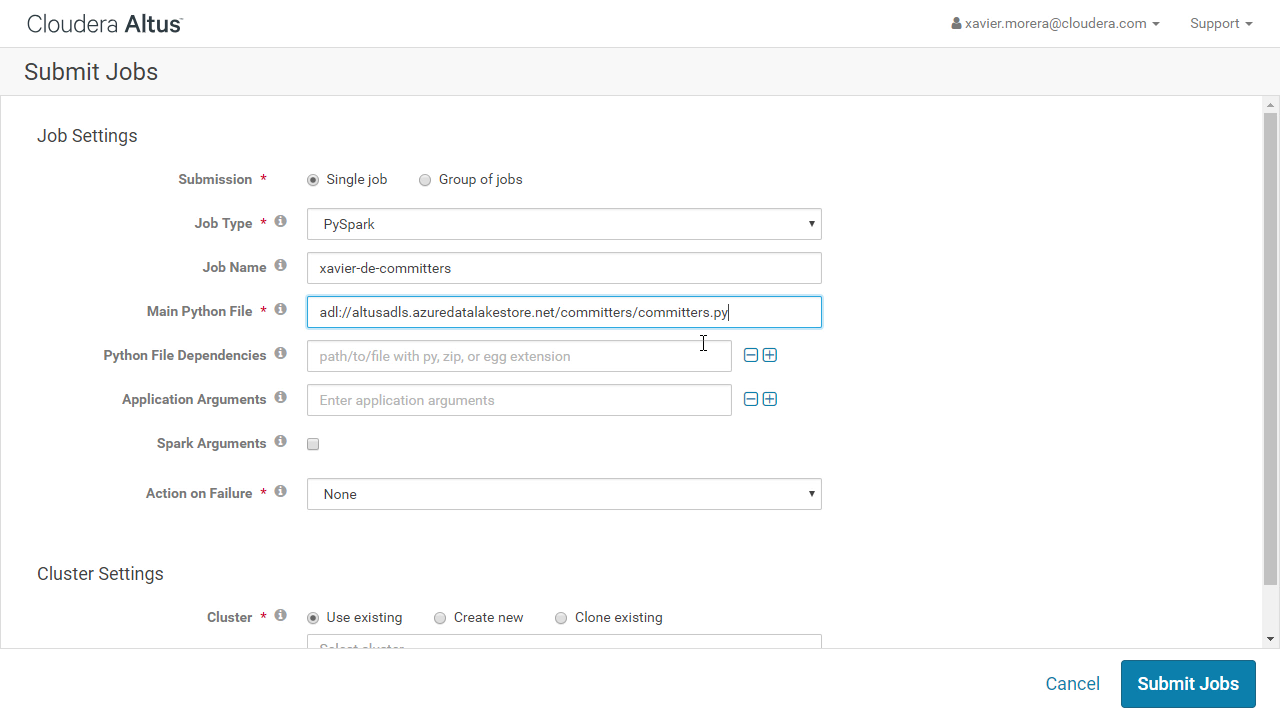 Cloudera Altus
xavier.morera@cloudera.com
Support
Submit Jobs
Job Settings
Submission *
Single job
Group of jobs
Job Type *
PySpark
Job Name
xavier-de-committers
Main Python File *
adl://altusadls.azuredatalakestore.net/committers/committers.py
Python File Dependencies
path/to/file with py, zip, or egg extension
Application Arguments
Enter application arguments
Spark Arguments
Action on Failure *
None
Cluster Settings
Cluster *
Use existing
Create new
Clone existing
Select cluster
Cancel
Submit Jobs